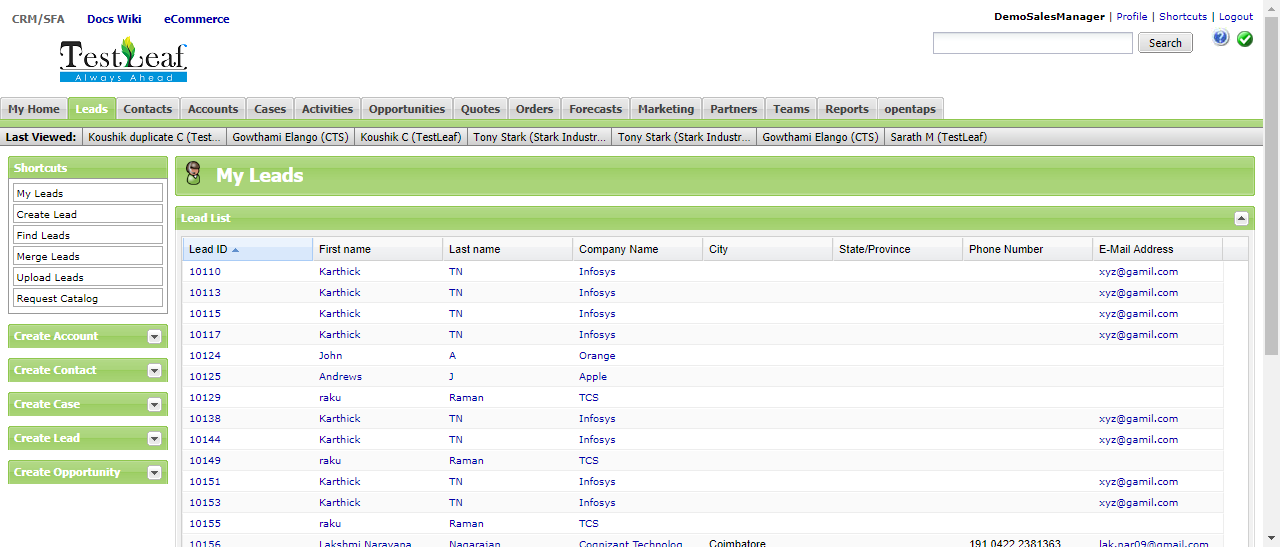 CRM/SFA Docs Wiki eCommerce
DemoSalesManager | Profile | Shortcuts | Logout
TestLeaf
Always Ahead
Search
My Home Leads Contacts Accounts Cases Activities Opportunities Quotes Orders Forecasts Marketing Partners Teams Reports opentaps
Last Viewed: Koushik duplicate C (Test... Gowthami Elango (CTS) Koushik C (TestLeaf) Tony Stark (Stark Industr... Tony Stark (Stark Industr... Gowthami Elango (CTS) Sarath M (TestLeaf)
Shortcuts
My Leads
Create Lead
Find Leads
Merge Leads
Upload Leads
Request Catalog
Create Account
Create Contact
Create Case
Create Lead
Create Opportunity
My Leads
Lead List
Lead ID First name Last name Company Name City State/Province Phone Number E-Mail Address
10110 Karthick TN Infosys xyz@gamil.com
10113 Karthick TN Infosys xyz@gamil.com
10115 Karthick TN Infosys xyz@gamil.com
10117 Karthick TN Infosys xyz@gamil.com
10124 John A Orange
10125 Andrews J Apple
10129 raku Raman TCS
10138 Karthick TN Infosys xyz@gamil.com
10144 Karthick TN Infosys xyz@gamil.com
10149 raku Raman TCS
10151 Karthick TN Infosys xyz@gamil.com
10153 Karthick TN Infosys xyz@gamil.com
10155 raku Raman TCS
10156 Lakshmi Narayana Nagarajan Cognizant Technolog Coimbatore 191 0422 2381363 lak.nar09@gmail.com